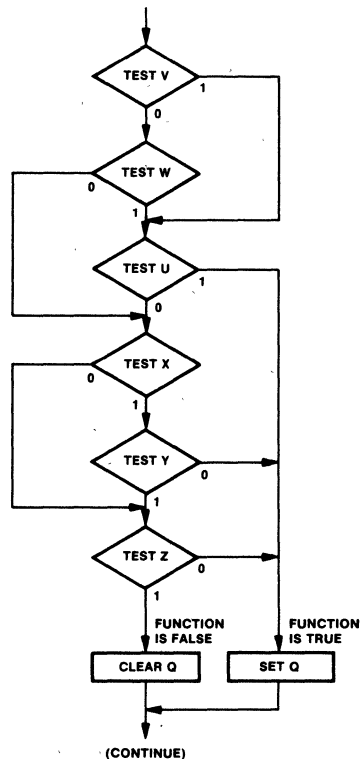 TEST V
1
0
TEST W
0
1
TEST U
1
0
TEST X
0
1
TEST Y
0
1
TEST Z
0
1
FUNCTION
IS FALSE
FUNCTION
IS TRUE
CLEAR Q
SET Q
(CONTINUE)